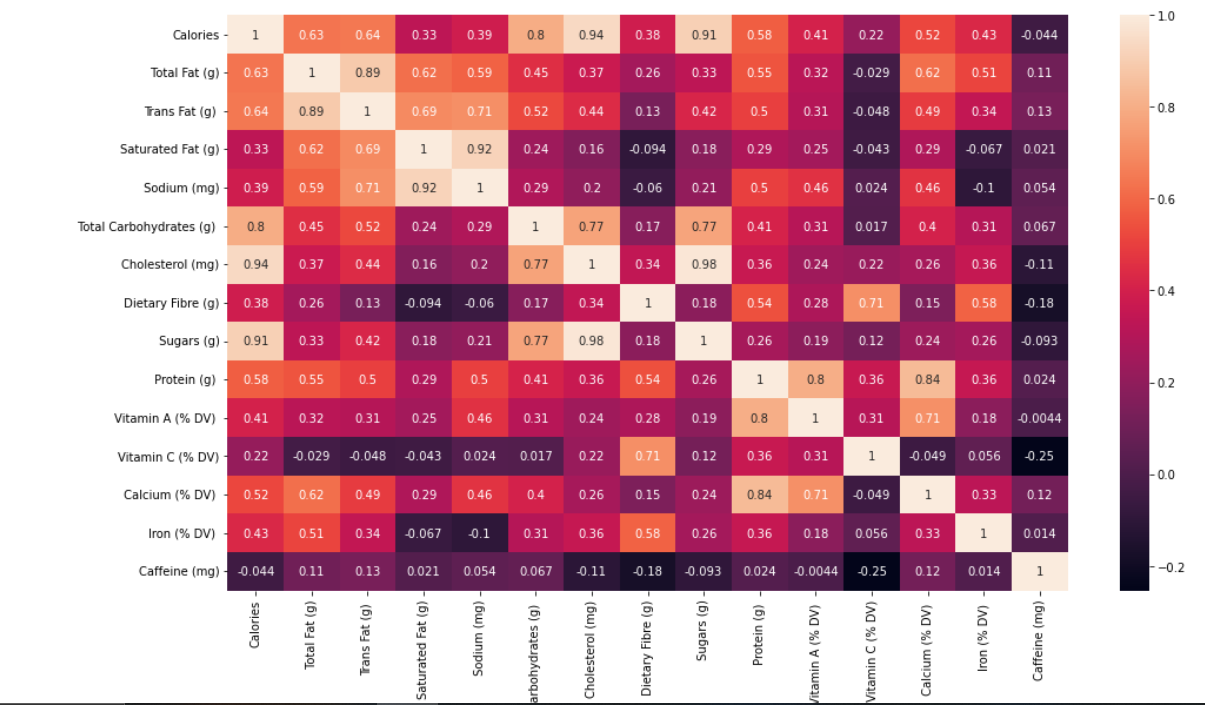 Calories 1 0.63 0.64 0.33 0.39 0.8 0.94 0.38 0.91 0.58 0.41 0.22 0.52 0.43 -0.044
Total Fat (g) 0.63 1 0.89 0.62 0.59 0.45 0.37 0.26 0.33 0.55 0.32 -0.029 0.62 0.51 0.11
Trans Fat (g) 0.64 0.89 1 0.69 0.71 0.52 0.44 0.13 0.42 0.5 0.31 -0.048 0.49 0.34 0.13
Saturated Fat (g) 0.33 0.62 0.69 1 0.92 0.24 0.16 -0.094 0.18 0.29 0.25 -0.043 0.29 -0.067 0.021
Sodium (mg) 0.39 0.59 0.71 0.92 1 0.29 0.2 -0.06 0.21 0.5 0.46 0.024 0.46 -0.1 0.054
Total Carbohydrates (g) 0.8 0.45 0.52 0.24 0.29 1 0.77 0.17 0.77 0.41 0.31 0.017 0.4 0.31 0.067
Cholesterol (mg) 0.94 0.37 0.44 0.16 0.2 0.77 1 0.34 0.98 0.36 0.24 0.22 0.26 0.36 -0.11
Dietary Fibre (g) 0.38 0.26 0.13 -0.094 -0.06 0.17 0.34 1 0.18 0.54 0.28 0.71 0.15 0.58 -0.18
Sugars (g) 0.91 0.33 0.42 0.18 0.21 0.77 0.98 0.18 1 0.26 0.19 0.12 0.24 0.26 -0.093
Protein (g) 0.58 0.55 0.5 0.29 0.5 0.41 0.36 0.54 0.26 1 0.8 0.36 0.84 0.36 0.024
Vitamin A (% DV) 0.41 0.32 0.31 0.25 0.46 0.31 0.24 0.28 0.19 0.8 1 0.31 0.71 0.18 -0.0044
Vitamin C (% DV) 0.22 -0.029 -0.048 -0.043 0.024 0.017 0.22 0.71 0.12 0.36 0.31 1 -0.049 0.056 -0.25
Calcium (% DV) 0.52 0.62 0.49 0.29 0.46 0.4 0.26 0.15 0.24 0.84 0.71 -0.049 1 0.33 0.12
Iron (% DV) 0.43 0.51 0.34 -0.067 -0.1 0.31 0.36 0.58 0.26 0.36 0.18 0.056 0.33 1 0.014
Caffeine (mg) -0.044 0.11 0.13 0.021 0.054 0.067 -0.11 -0.18 -0.093 0.024 -0.0044 -0.25 0.12 0.014 1
Calories
Total Fat (g)
Trans Fat (g)
Saturated Fat (g)
Sodium (mg)
arbohydrates (g)
Cholesterol (mg)
Dietary Fibre (g)
Sugars (g)
Protein (g)
Vitamin A (% DV)
Vitamin C (% DV)
Calcium (% DV)
Iron (% DV)
Caffeine (mg)
1.0
0.8
0.6
0.4
0.2
0.0
−0.2